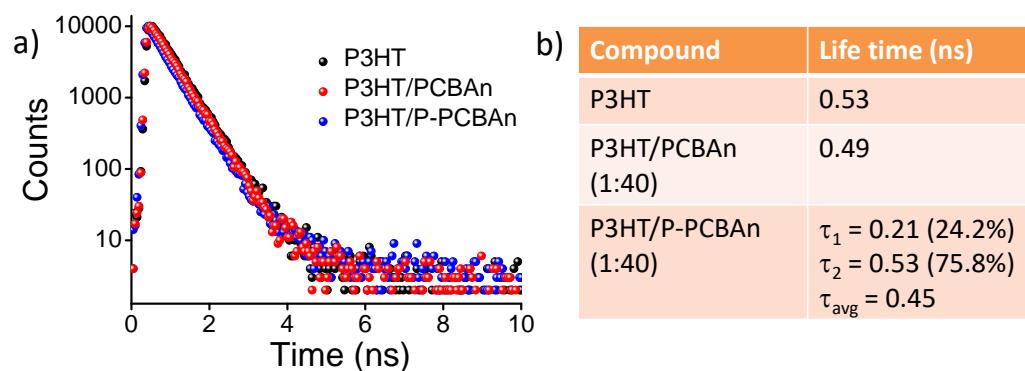 a)
10000
1000
100
10
Counts
P3HT
P3HT/PCBAn
P3HT/P-PCBAn
0 2 4 6 8 10
Time (ns)
b)
Compound Life time (ns)
P3HT 0.53
P3HT/PCBAn 0.49
(1:40)
P3HT/P-PCBAn τ1 = 0.21 (24.2%)
(1:40) τ2 = 0.53 (75.8%)
τavg = 0.45